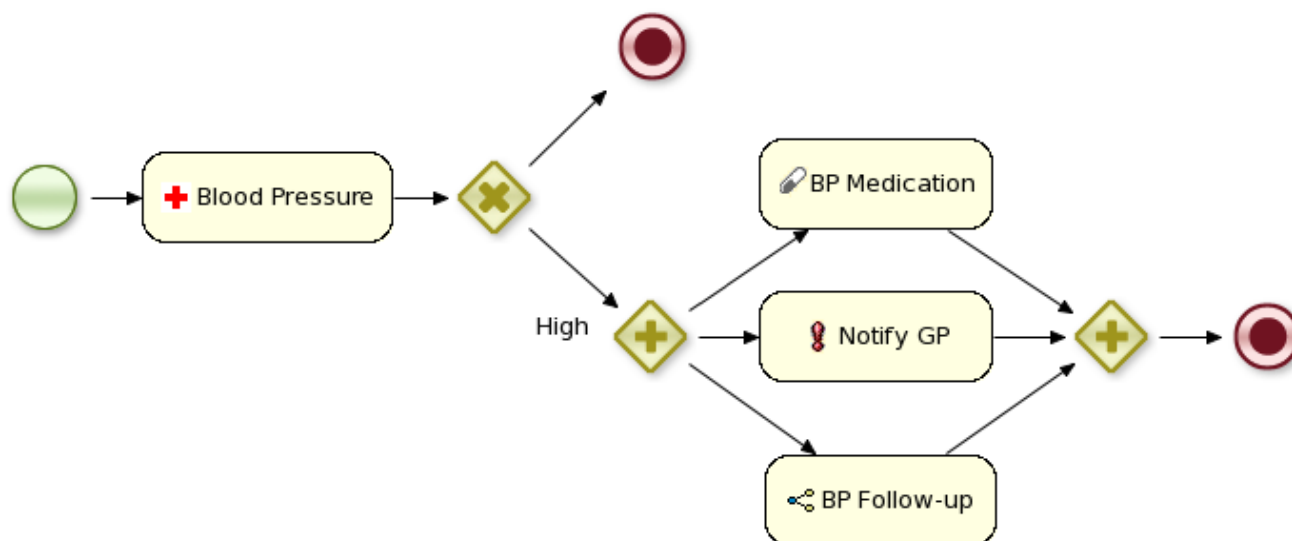 Blood Pressure
BP Medication
High
Notify GP
BP Follow-up